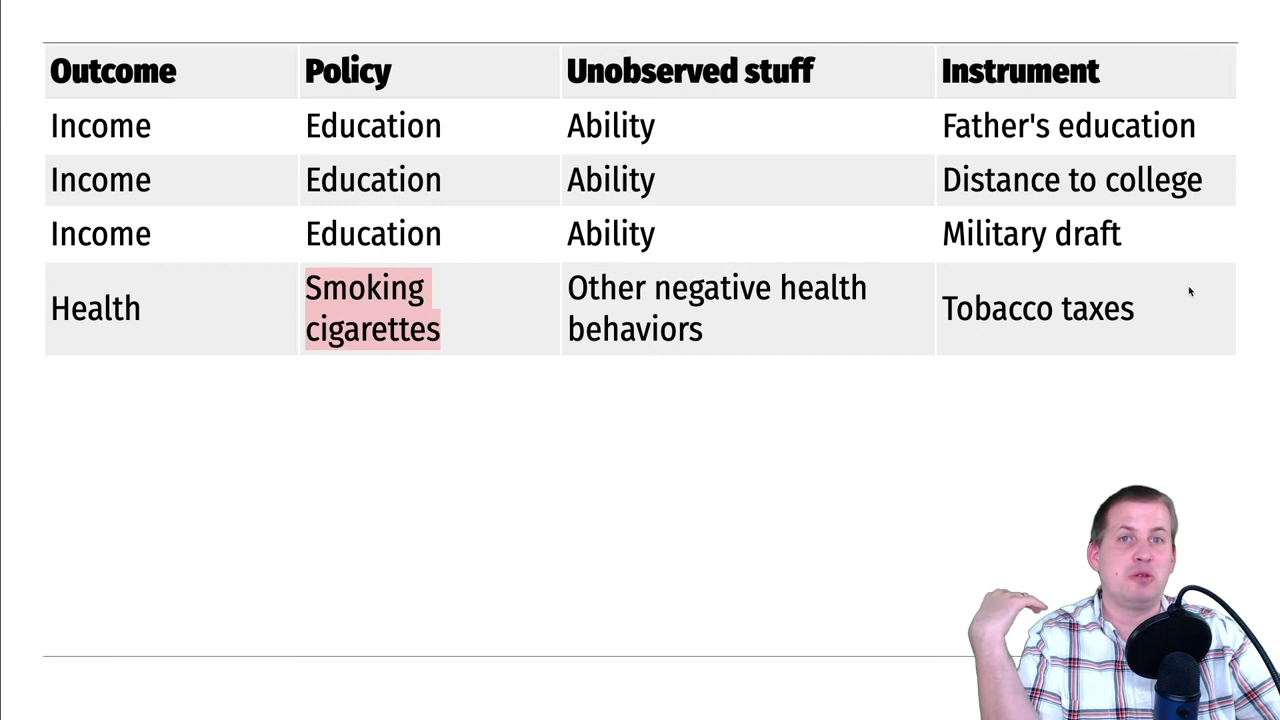 Outcome Policy Unobserved stuff Instrument
Income Education Ability Father's education
Income Education Ability Distance to college
Income Education Ability Military draft
Health Smoking cigarettes Other negative health behaviors Tobacco taxes